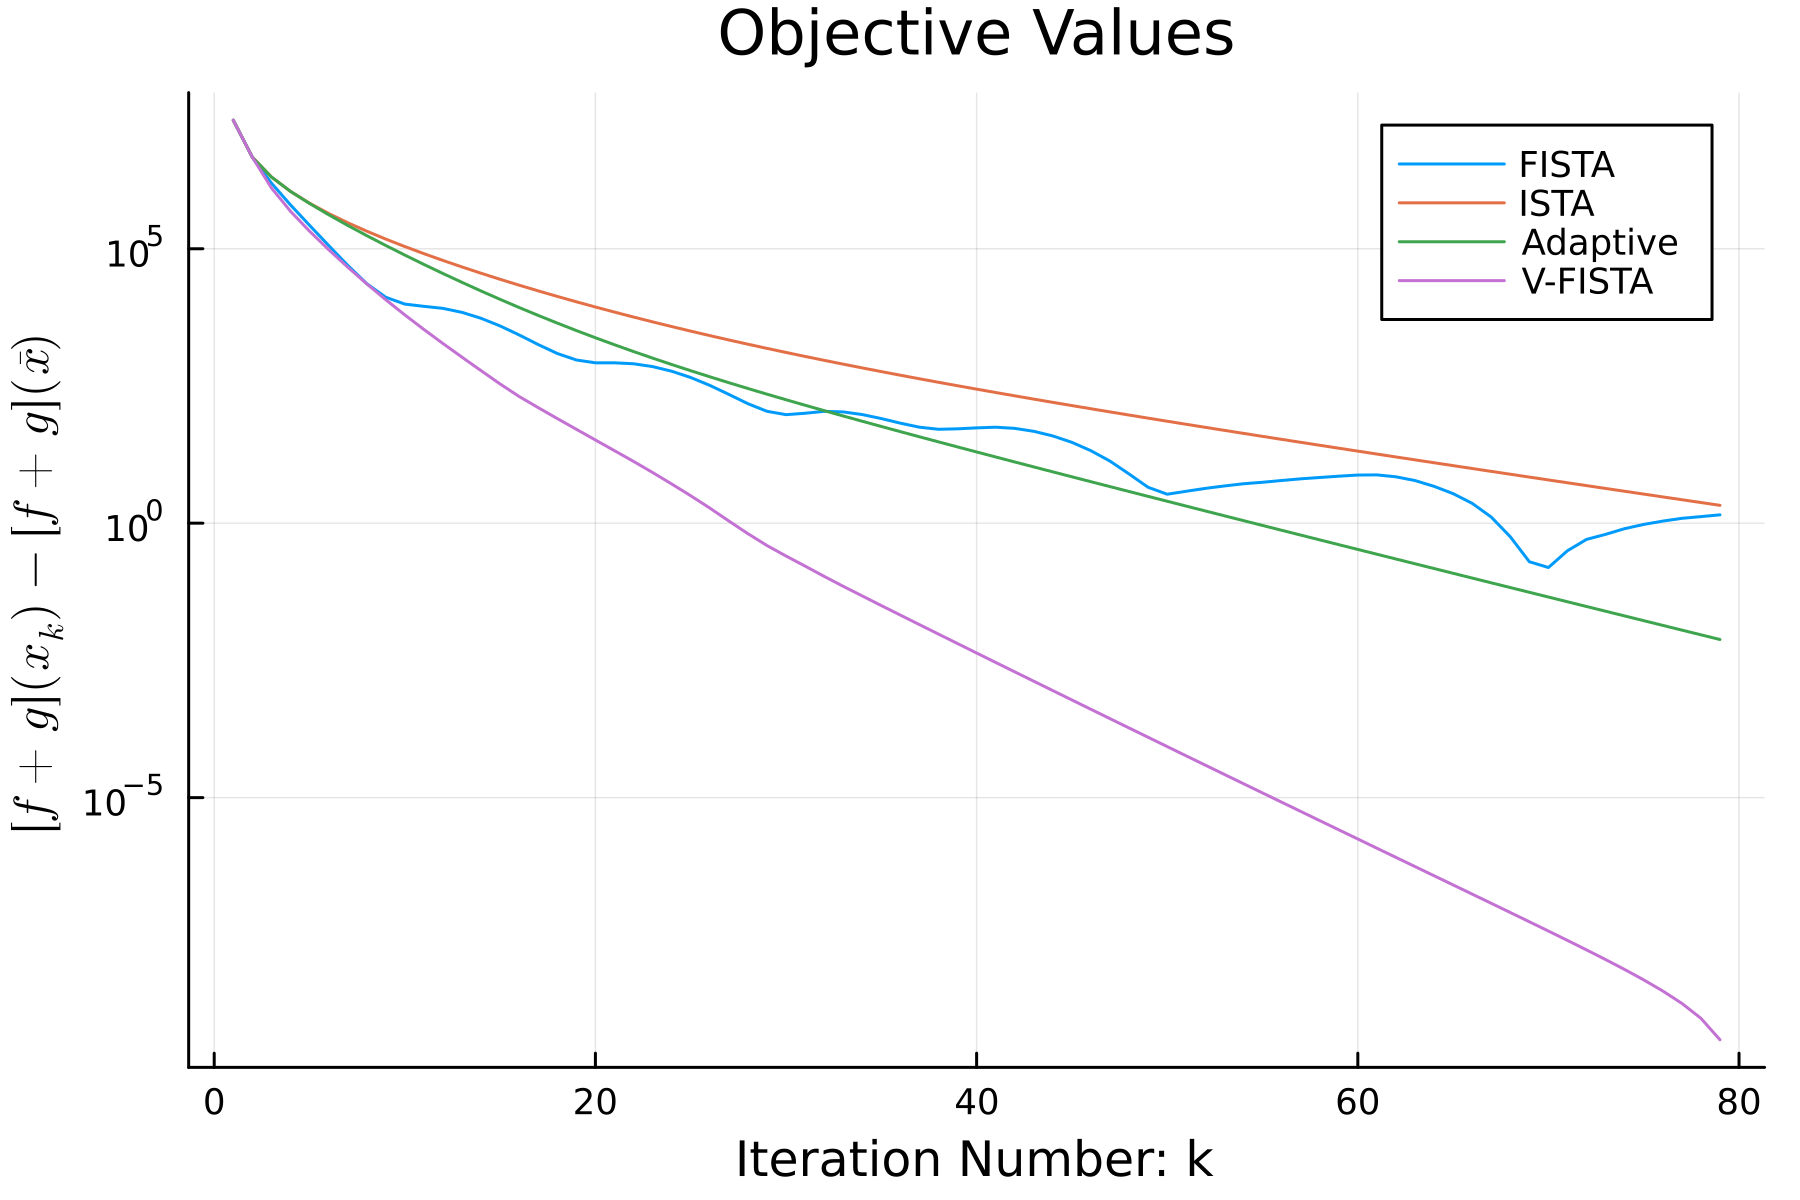 Objective Values
[f + g](x_k) − [f + g](x̄)
10^5
10^0
10^−5
FISTA
ISTA
Adaptive
V-FISTA
0 20 40 60 80
Iteration Number: k